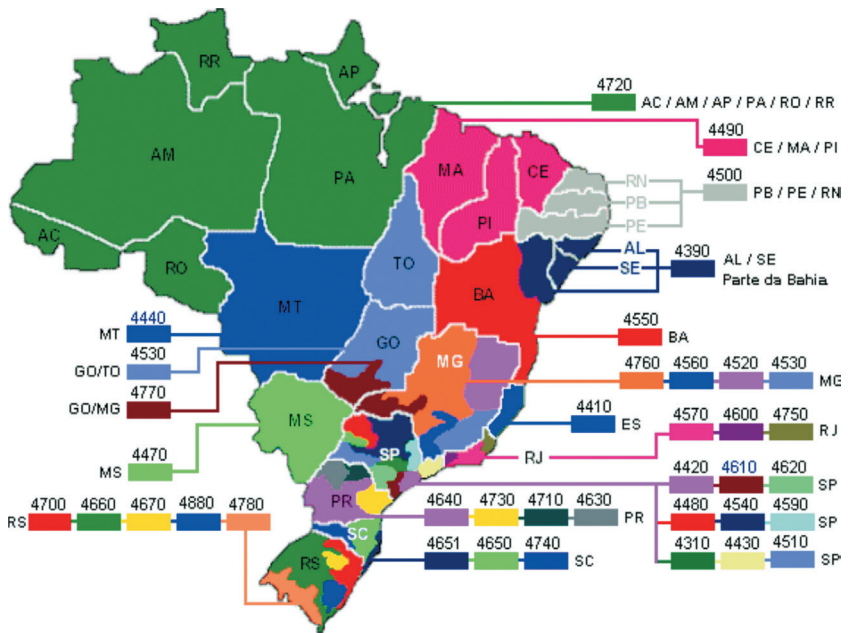 RR
AP
4720
AC / AM / AP / PA / RO / RR
4490
CE / MA / PI
AM
PA
MA
CE
RN
4500
PB / PE / RN
PB
PI
PE
AC
RO
TO
AL
4390
AL / SE
Parte da Bahia
SE
BA
MT
4440
MT
4530
GO/TO
GO
MG
4550
BA
4770
GO/MG
4760 4560 4520 4530
MG
MS
4410
ES
4470
MS
4570 4600 4750
RJ
RJ
SP
4420 4610 4620
SP
4700 4660 4670 4880 4780
RS
PR
4640 4730 4710 4630
PR
4480 4540 4590
SP
SC
4651 4650 4740
SC
4310 4430 4510
SP
RS